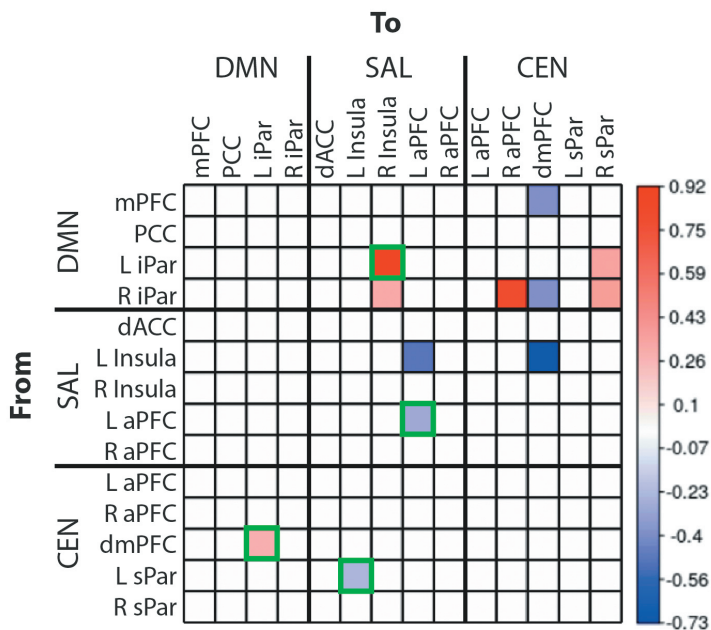 To
DMN SAL CEN
mPFC PCC L iPar R iPar dACC L Insula R Insula L aPFC R aPFC L aPFC R aPFC dmPFC L sPar R sPar
From
DMN
mPFC
PCC
L iPar
R iPar
SAL
dACC
L Insula
R Insula
L aPFC
R aPFC
CEN
L aPFC
R aPFC
dmPFC
L sPar
R sPar
0.92
0.75
0.59
0.43
0.26
0.1
-0.07
-0.23
-0.4
-0.56
-0.73